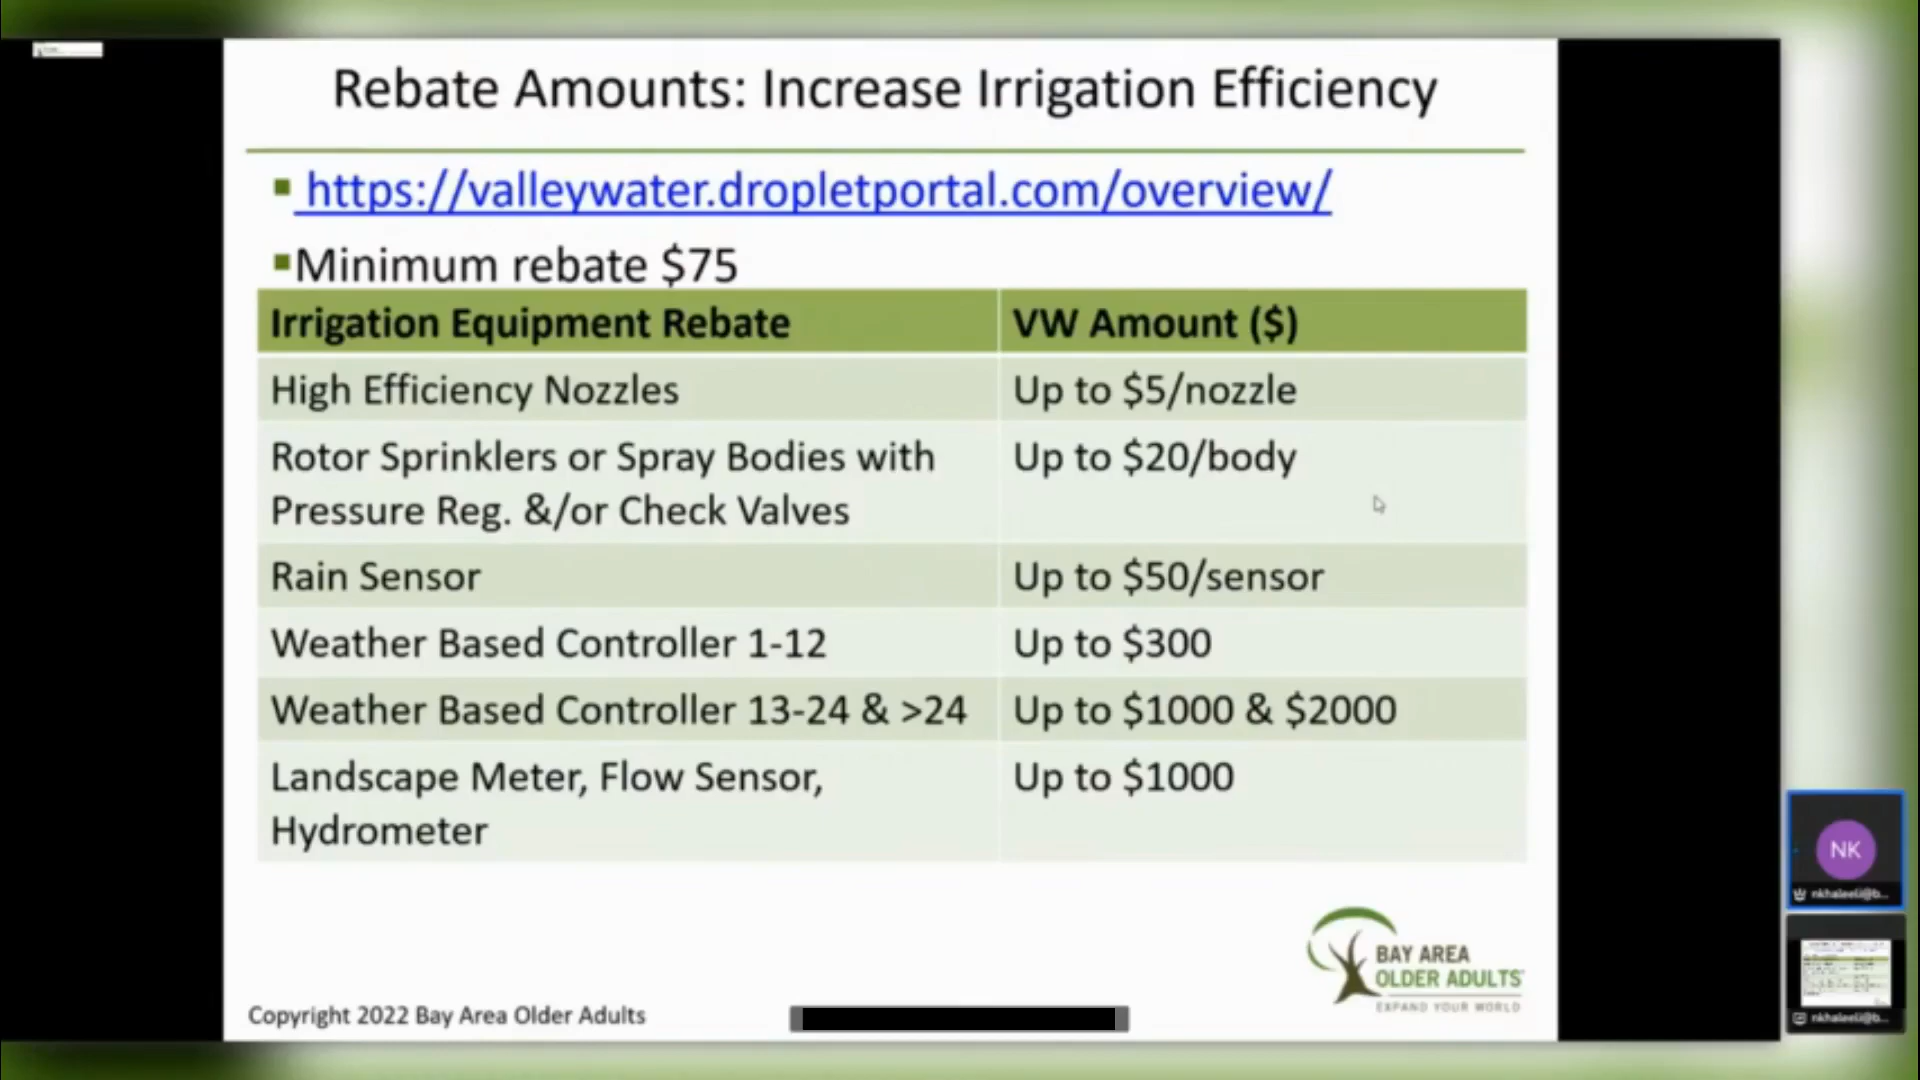 Rebate Amounts: Increase Irrigation Efficiency
https://valleywater.dropletportal.com/overview/
Minimum rebate $75
Irrigation Equipment Rebate VW Amount ($)
High Efficiency Nozzles Up to $5/nozzle
Rotor Sprinklers or Spray Bodies with Up to $20/body
Pressure Reg. &/or Check Valves
Rain Sensor Up to $50/sensor
Weather Based Controller 1-12 Up to $300
Weather Based Controller 13-24 & >24 Up to $1000 & $2000
Landscape Meter, Flow Sensor, Up to $1000
Hydrometer
BAY AREA
OLDER ADULTS
EXPAND YOUR WORLD
Copyright 2022 Bay Area Older Adults
NK
nkhaleeli@b...
nkhaleeli@b...